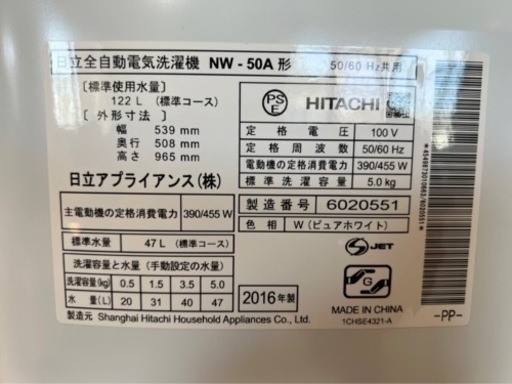 日立全自動電気洗濯機 NW-50A 形 50/60 Hz共用
[標準使用水量]
122 L (標準コース)
[外形寸法]
幅 539 mm
奥行 508 mm
高さ 965 mm
日立アプライアンス(株)
主電動機の定格消費電力 390/455 W
標準水量 47 L (標準コース)
洗濯容量と水量 (手動設定の水量)
洗濯容量(kg) 0.5 1.5 3.5 5.0
水量(L) 20 31 40 47
2016年製
製造元 Shanghai Hitachi Household Appliances Co., Ltd.
PS E
HITACHI
定格電圧 100 V
定格周波数 50/60 Hz
電動機の定格消費電力 390/455 W
標準洗濯容量 5.0 kg
製造番号 6020551
色相 W (ピュアホワイト)
S JET
G
MADE IN CHINA
1CHSE4321-A
-PP-